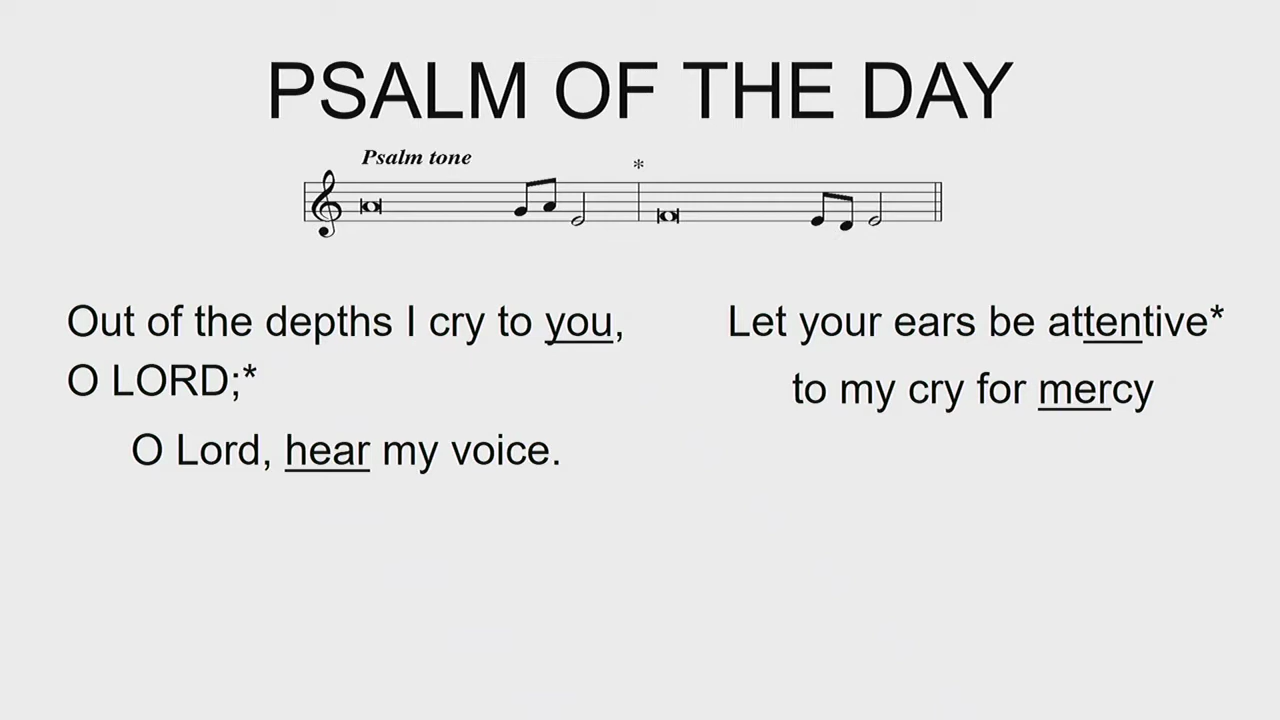 PSALM OF THE DAY
Psalm tone
*
Out of the depths I cry to you,
O LORD;*
O Lord, hear my voice.
Let your ears be attentive*
to my cry for mercy